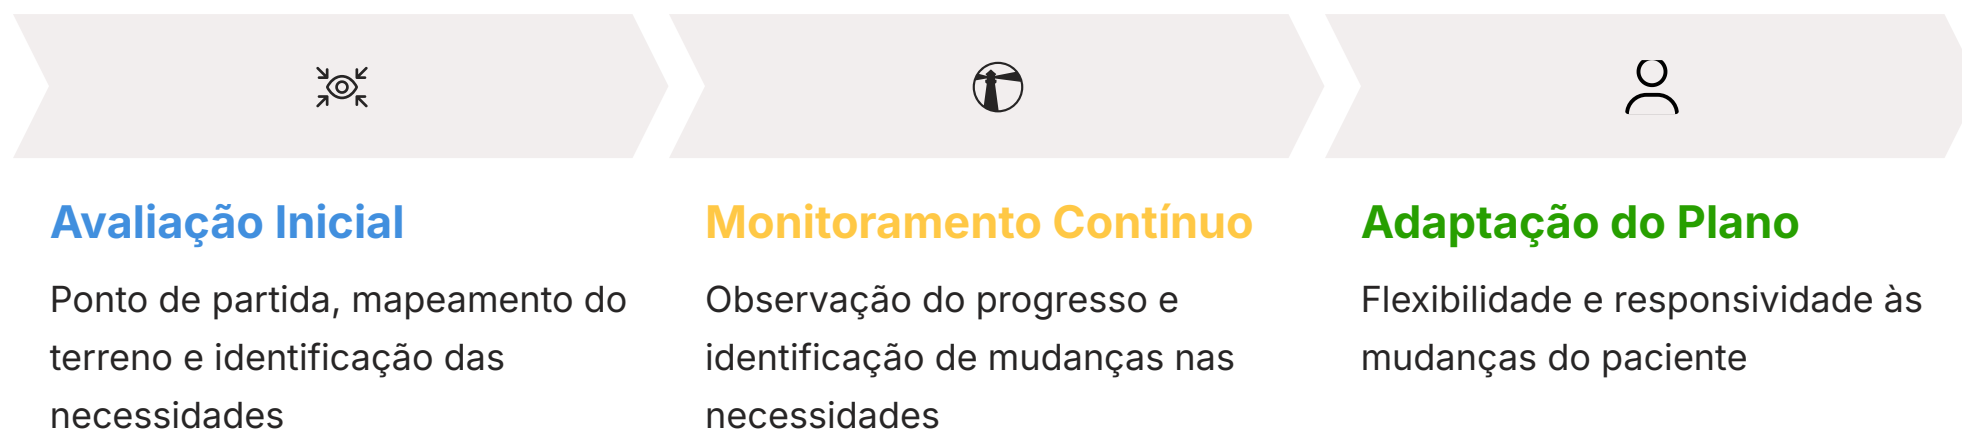 Avaliação Inicial
Ponto de partida, mapeamento do
terreno e identificação das
necessidades
Monitoramento Contínuo
Observação do progresso e
identificação de mudanças nas
necessidades
Adaptação do Plano
Flexibilidade e responsividade às
mudanças do paciente